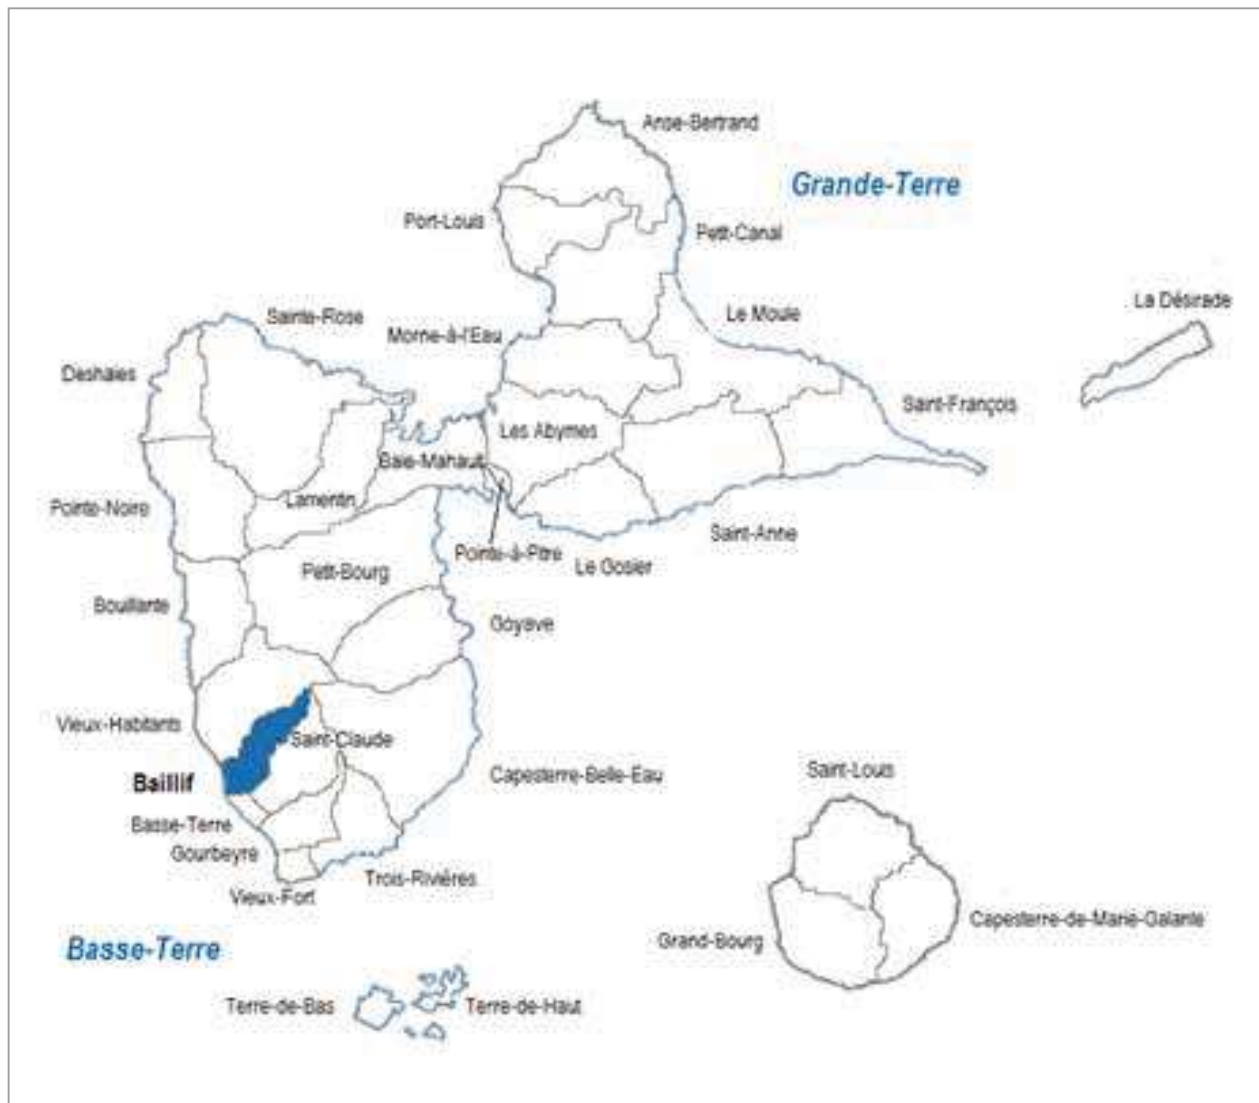 Anse-Bertrand
Grande-Terre
Port-Louis
Petit-Canal
La Désirade
Le Moule
Sainte-Rose
Morne-à-l'Eau
Deshaies
Saint-François
Les Abymes
Baie-Mahaut
Lamentin
Pointe-Noire
Saint-Anne
Pointe-à-Pitre
Le Gosier
Petit-Bourg
Bouillante
Goyave
Vieux-Habitants
Saint-Claude
Saint-Louis
Capesterre-Belle-Eau
Baillif
Basse-Terre
Gourbeyre
Trois-Rivières
Vieux-Fort
Capesterre-de-Marie-Galante
Grand-Bourg
Basse-Terre
Terre-de-Bas
Terre-de-Haut